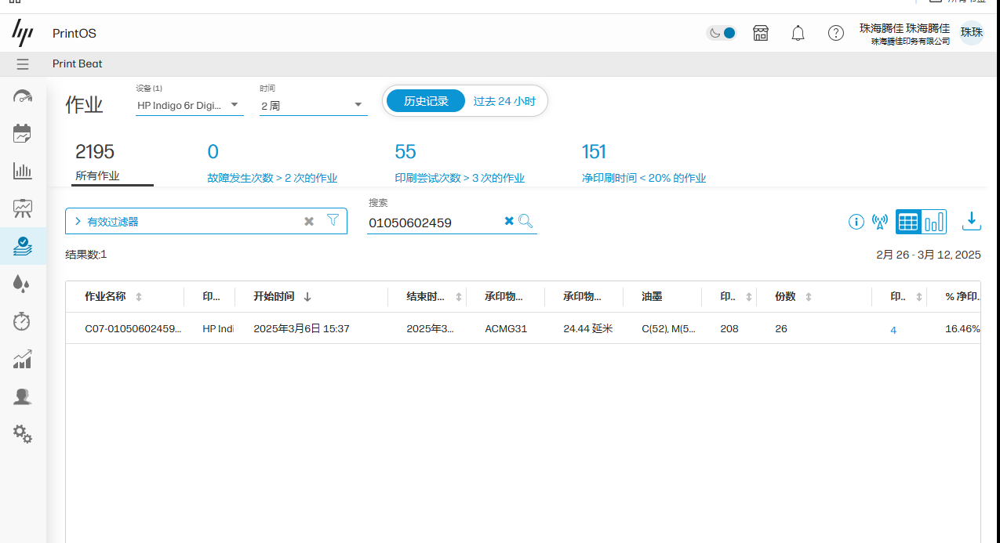 PrintOS
珠海腾佳 珠海腾佳
珠海腾佳印务有限公司
珠珠
Print Beat
作业
设备 (1)
HP Indigo 6r Digi...
时间
2 周
历史记录
过去 24 小时
2195
所有作业
0
故障发生次数 > 2 次的作业
55
印刷尝试次数 > 3 次的作业
151
净印刷时间 < 20% 的作业
有效过滤器
搜索
01050602459
结果数:1
2月 26 - 3月 12, 2025
作业名称 印... 开始时间 结束时... 承印物... 承印物... 油墨 印.. 份数 印.. % 净印..
C07-01050602459... HP Indi 2025年3月6日 15:37 2025年3... ACMG31 24.44 延米 C(52), M(5... 208 26 4 16.46%